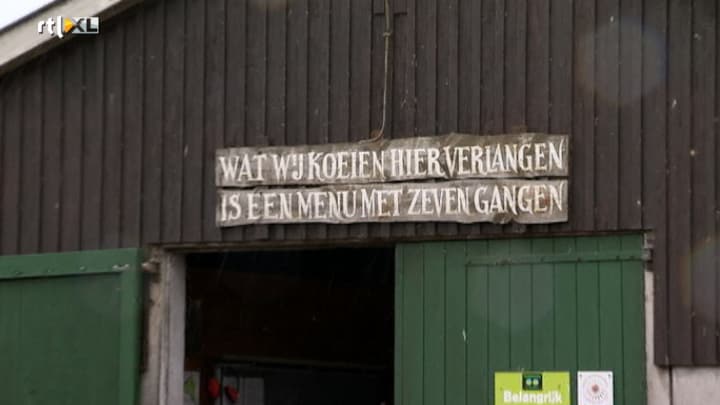 rtl XL
WAT WIJ KOEIEN HIER VERLANGEN
IS EEN MENU MET ZEVEN GANGEN
Belangrijk